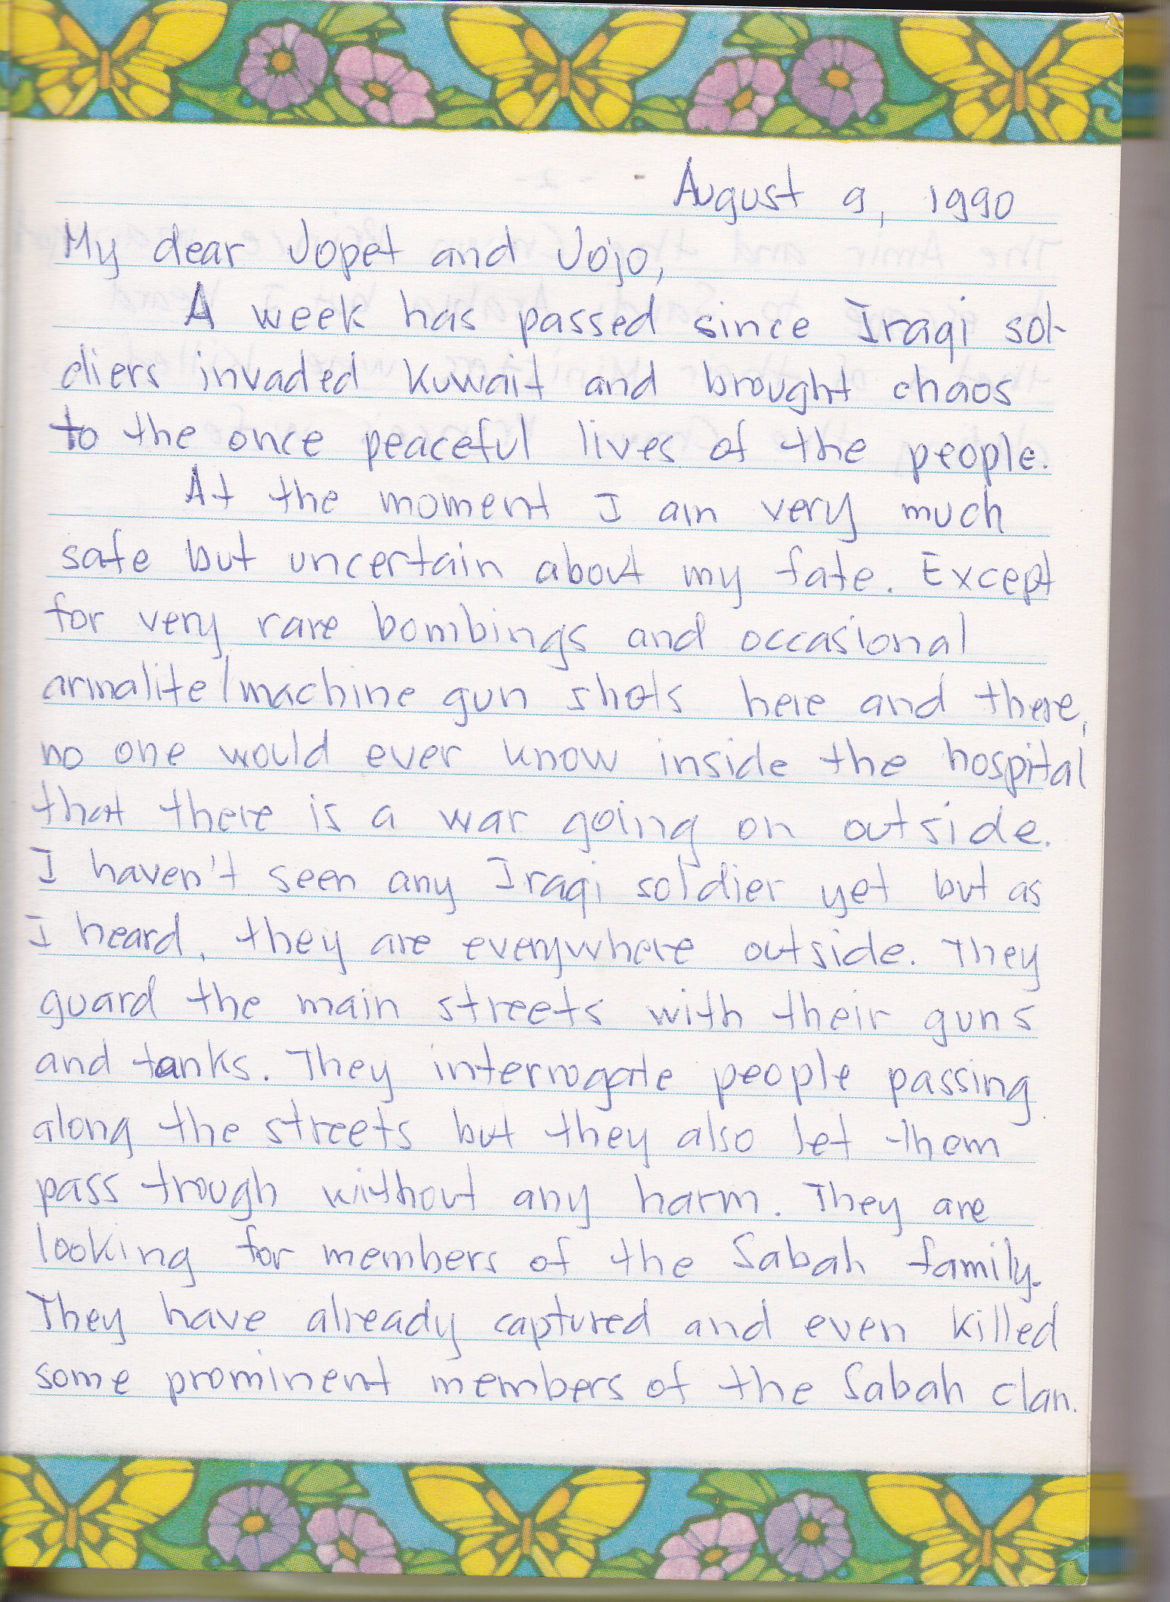 August 9, 1990
My dear Jopet and Jojo,
A week has passed since Iraqi sol-
diers invaded Kuwait and brought chaos
to the once peaceful lives of the people.
At the moment I am very much
safe but uncertain about my fate. Except
for very rare bombings and occasional
armalite/machine gun shots here and there,
no one would ever know inside the hospital
that there is a war going on outside.
I haven't seen any Iraqi soldier yet but as
I heard, they are everywhere outside. They
guard the main streets with their guns
and tanks. They interrogate people passing
along the streets but they also let them
pass trough without any harm. They are
looking for members of the Sabah family.
They have already captured and even killed
some prominent members of the Sabah clan.